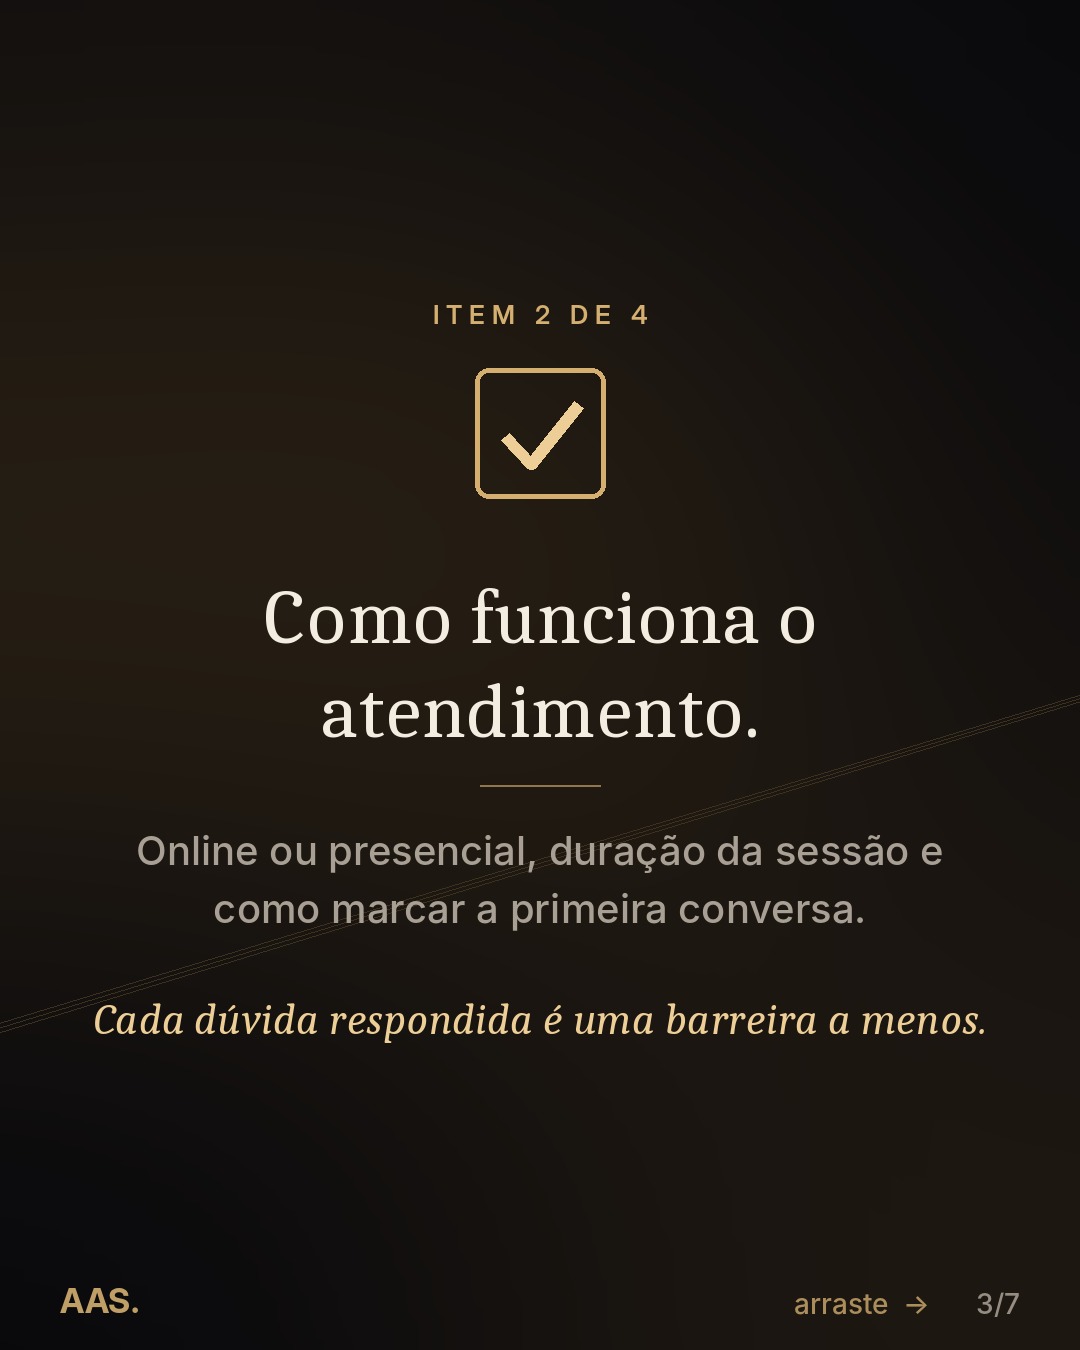 ITEM 2 DE 4
Como funciona o
atendimento.
Online ou presencial, duração da sessão e
como marcar a primeira conversa.
Cada dúvida respondida é uma barreira a menos.
AAS.
arraste → 3/7